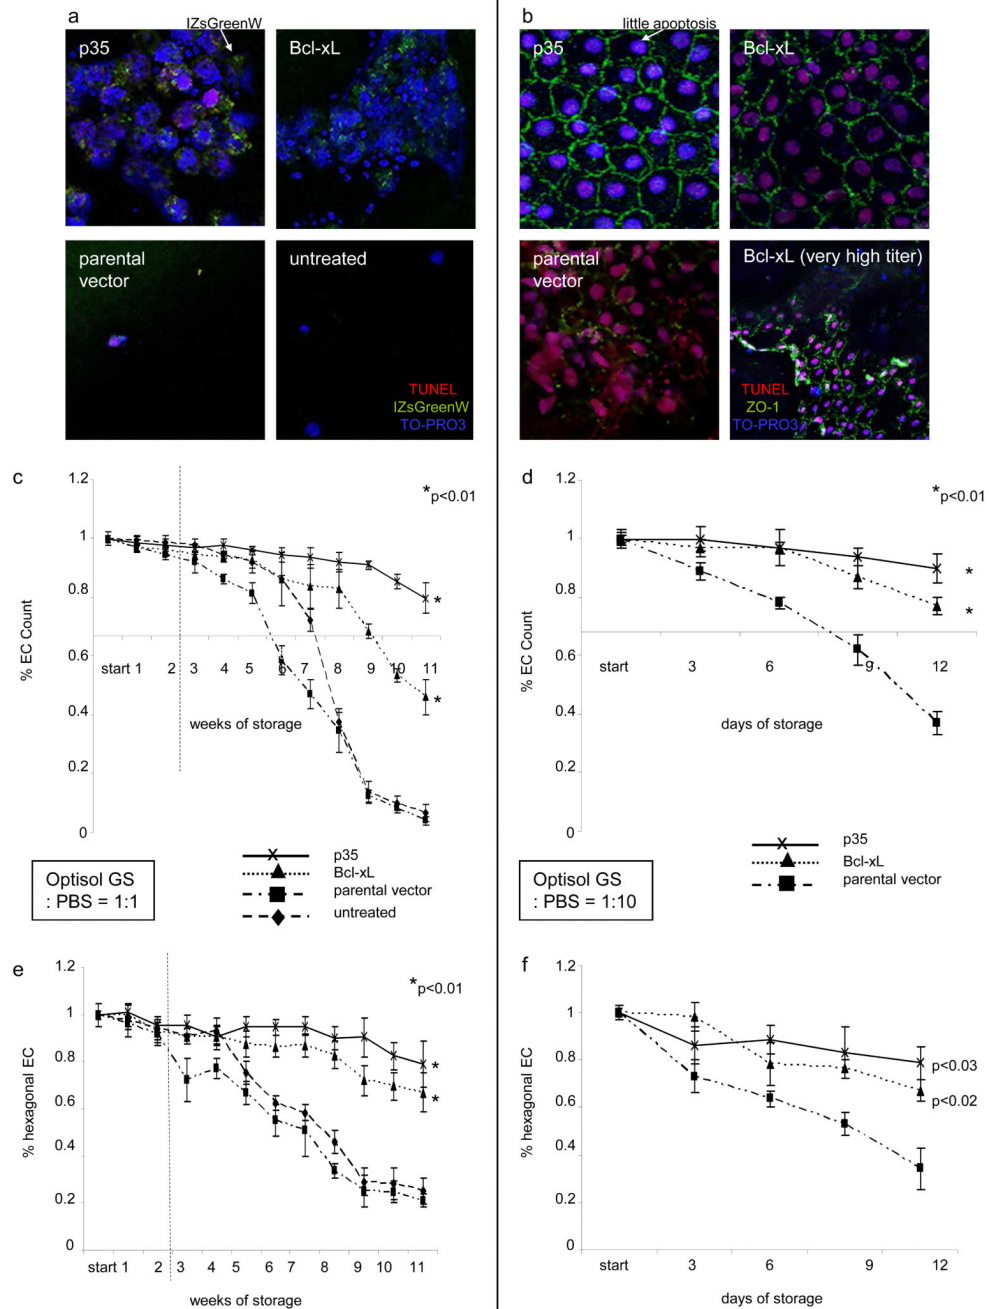 a
IZsGreenW
p35
Bcl-xL
parental
vector
untreated
TUNEL
IZsGreenW
TO-PRO3
b
little apoptosis
p35
Bcl-xL
parental
vector
Bcl-xL (very high titer)
TUNEL
ZO-1
TO-PRO3
c
1.2
1
0.8
0.6
0.4
0.2
0
% EC Count
*p<0.01
*
*
start 1 2 3 4 5 6 7 8 9 10 11
weeks of storage
d
1.2
1
0.8
0.6
0.4
0.2
0
% EC Count
*p<0.01
*
*
start 3 6 9 12
days of storage
Optisol GS
: PBS = 1:1
p35
Bcl-xL
parental vector
untreated
Optisol GS
: PBS = 1:10
p35
Bcl-xL
parental vector
e
1.2
1
0.8
0.6
0.4
0.2
0
% hexagonal EC
*p<0.01
*
*
start 1 2 3 4 5 6 7 8 9 10 11
weeks of storage
f
1.2
1
0.8
0.6
0.4
0.2
0
% hexagonal EC
p<0.03
p<0.02
start 3 6 9 12
days of storage